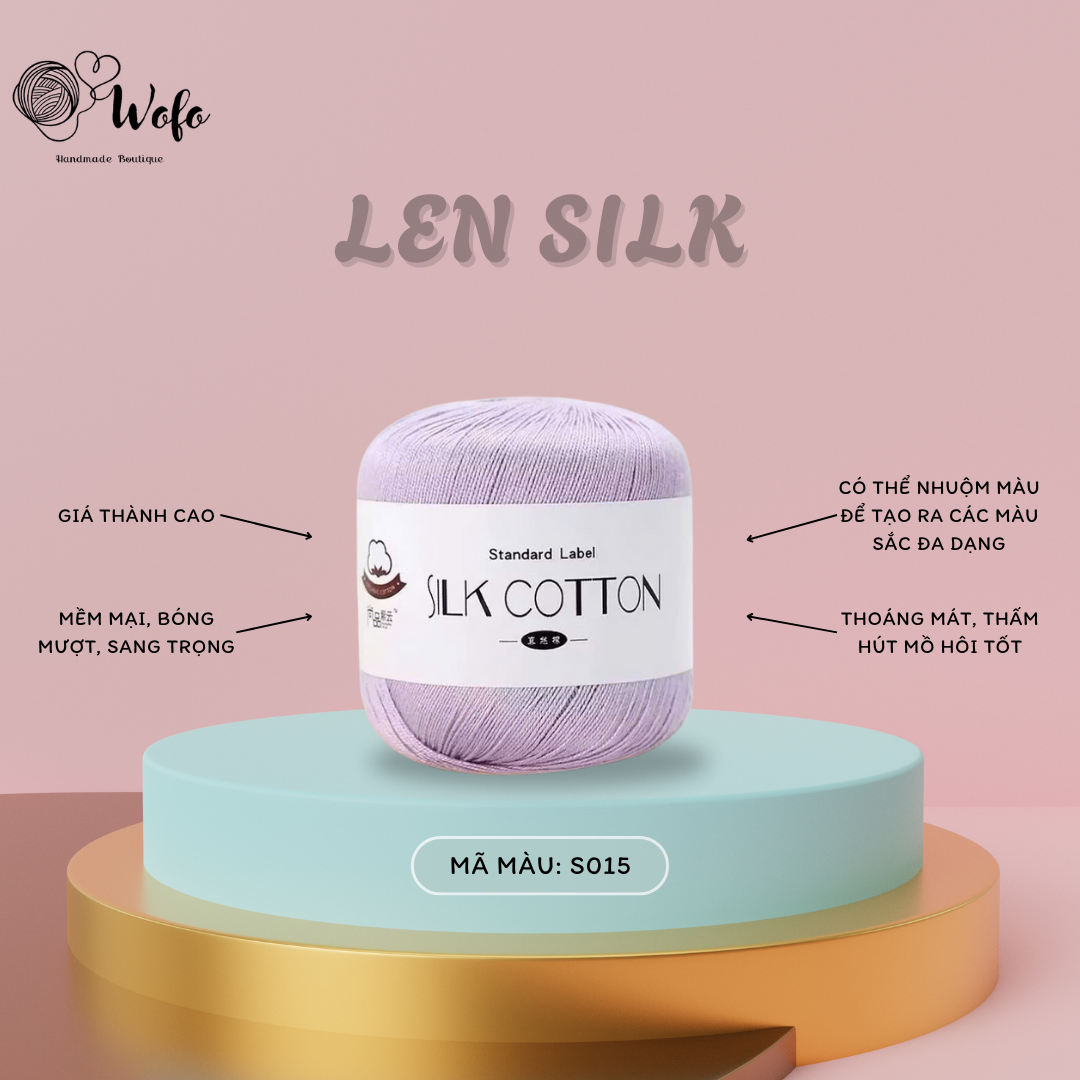 Wofo
Handmade Boutique
LEN SILK
GIÁ THÀNH CAO
MỀM MẠI, BÓNG
MƯỢT, SANG TRỌNG
CÓ THỂ NHUỘM MÀU
ĐỂ TẠO RA CÁC MÀU
SẮC ĐA DẠNG
THOÁNG MÁT, THẤM
HÚT MỒ HÔI TỐT
Standard Label
SILK COTTON
MÃ MÀU: S015